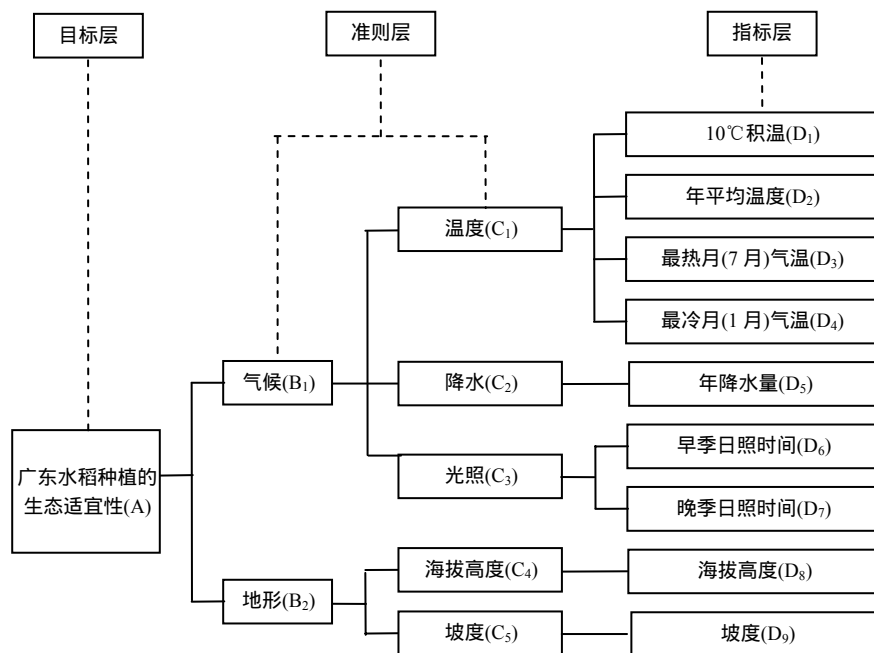 目标层
准则层
指标层
10℃积温(D₁)
年平均温度(D₂)
温度(C₁)
最热月(7 月)气温(D₃)
最冷月(1 月)气温(D₄)
气候(B₁)
降水(C₂)
年降水量(D₅)
早季日照时间(D₆)
光照(C₃)
晚季日照时间(D₇)
广东水稻种植的
生态适宜性(A)
海拔高度(C₄)
海拔高度(D₈)
地形(B₂)
坡度(C₅)
坡度(D₉)